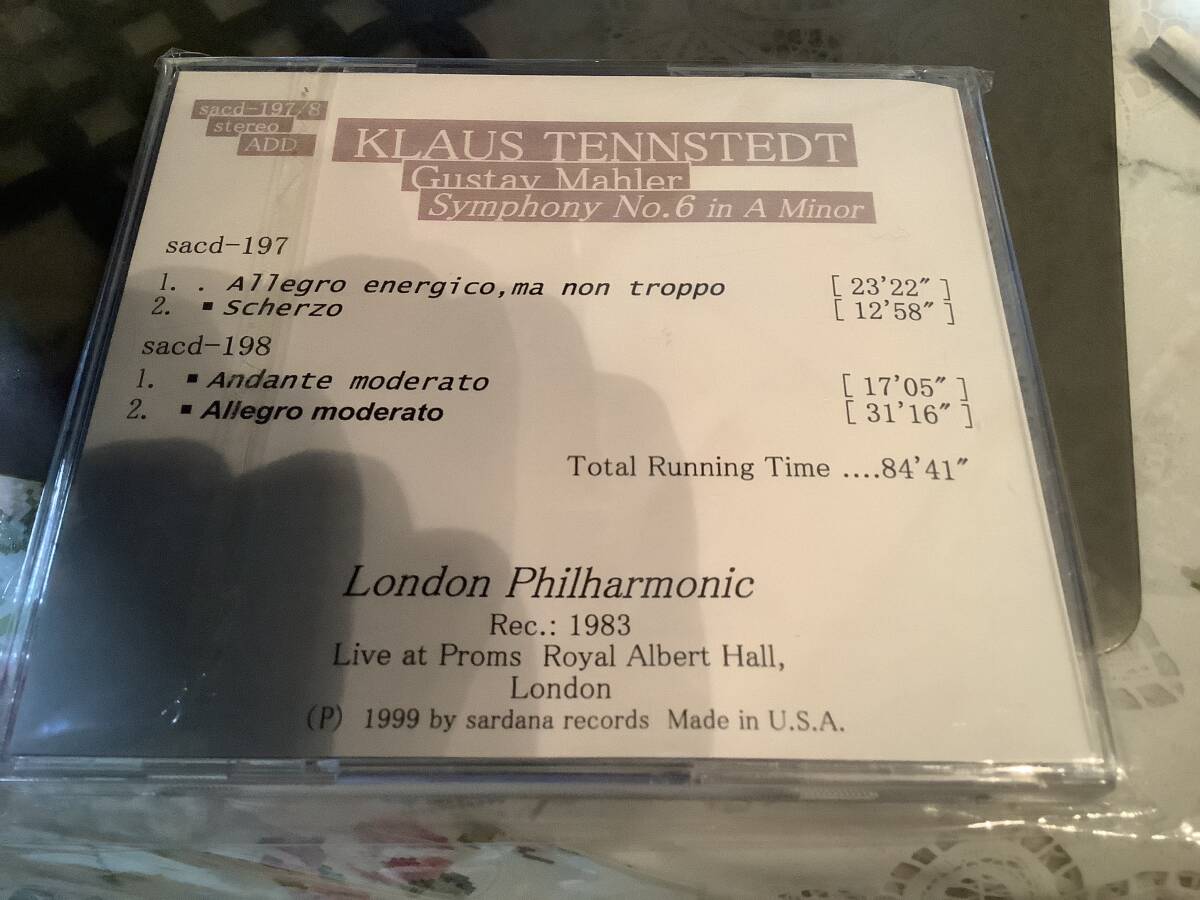 sacd-197/8
stereo
ADD
KLAUS TENNSTEDT
Gustav Mahler
Symphony No.6 in A Minor
sacd-197
1. . Allegro energico,ma non troppo [ 23'22" ]
2. ▪ Scherzo [ 12'58" ]
sacd-198
1. ▪ Andante moderato [ 17'05" ]
2. ▪ Allegro moderato [ 31'16" ]
Total Running Time ....84'41"
London Philharmonic
Rec.: 1983
Live at Proms Royal Albert Hall,
London
(P) 1999 by sardana records Made in U.S.A.